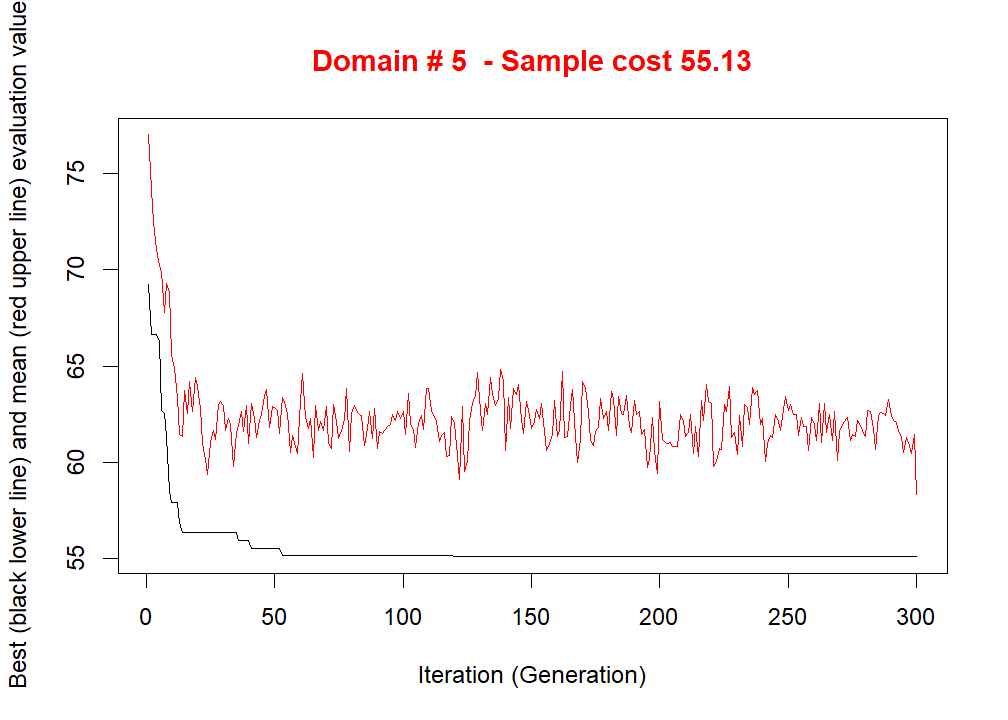 Domain # 5  - Sample cost 55.13
Best (black lower line) and mean (red upper line) evaluation value
75
70
65
60
55
0 50 100 150 200 250 300
Iteration (Generation)